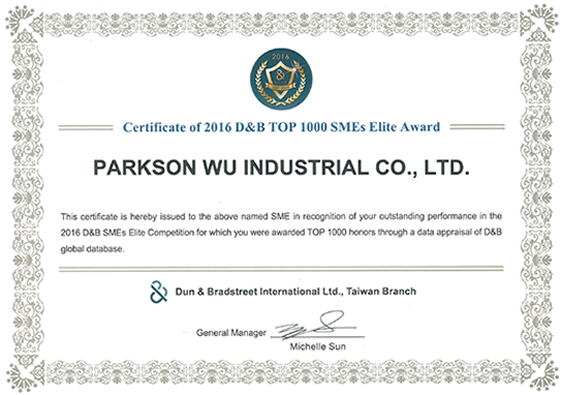 2016
&
Certificate of 2016 D&B TOP 1000 SMEs Elite Award
PARKSON WU INDUSTRIAL CO., LTD.
This certificate is hereby issued to the above named SME in recognition of your outstanding performance in the
2016 D&B SMEs Elite Competition for which you were awarded TOP 1000 honors through a data appraisal of D&B
global database.
Dun & Bradstreet International Ltd., Taiwan Branch
General Manager
Michelle Sun